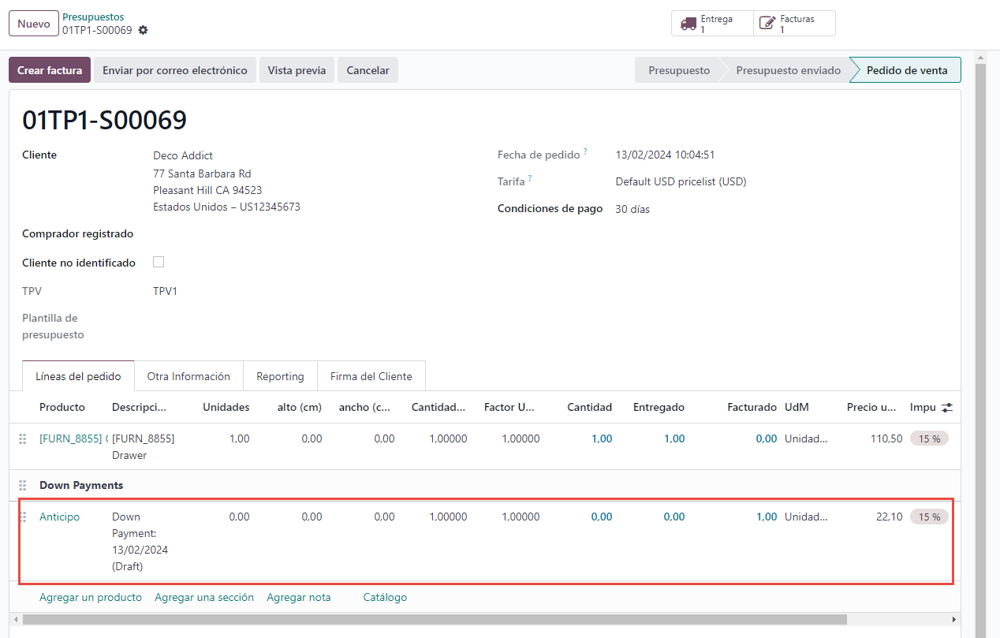 Nuevo
Presupuestos
01TP1-S00069
Entrega
1
Facturas
1
Crear factura
Enviar por correo electrónico
Vista previa
Cancelar
Presupuesto
Presupuesto enviado
Pedido de venta
01TP1-S00069
Cliente
Deco Addict
77 Santa Barbara Rd
Pleasant Hill CA 94523
Estados Unidos – US12345673
Fecha de pedido ? 13/02/2024 10:04:51
Tarifa ? Default USD pricelist (USD)
Condiciones de pago 30 días
Comprador registrado
Cliente no identificado
TPV TPV1
Plantilla de
presupuesto
Líneas del pedido Otra Información Reporting Firma del Cliente
Producto Descripci... Unidades alto (cm) ancho (c... Cantidad... Factor U... Cantidad Entregado Facturado UdM Precio u... Impu
[FURN_8855] [FURN_8855] 1,00 0,00 0,00 1,00000 1,00000 1,00 1,00 0,00 Unidad... 110,50 15 %
Drawer
Down Payments
Anticipo Down 0,00 0,00 0,00 1,00000 1,00000 0,00 0,00 1,00 Unidad... 22,10 15 %
Payment:
13/02/2024
(Draft)
Agregar un producto Agregar una sección Agregar nota Catálogo